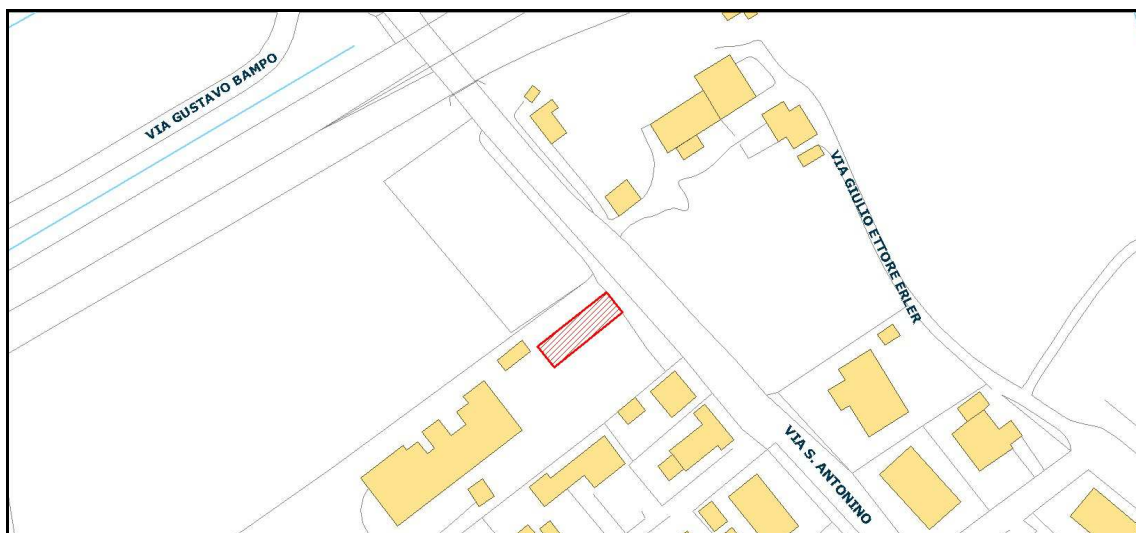 VIA GUSTAVO BAMPO
VIA GIULIO ETTORE ERLER
VIA S. ANTONINO